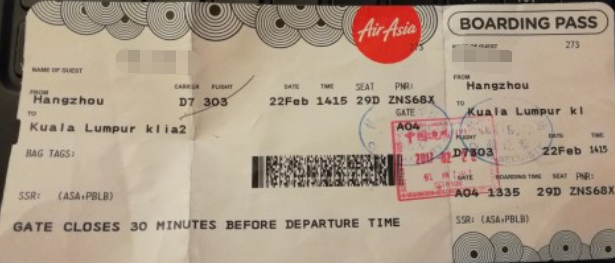 AirAsia
BOARDING PASS
273
273
NAME OF GUEST
FROM
CARRIER FLIGHT DATE TIME SEAT PNR:
Hangzhou D7 303 22Feb 1415 29D ZNS68X
TO
Kuala Lumpur klia2
GATE
A04
BAG TAGS:
SSR: (ASA,PBLB)
GATE CLOSES 30 MINUTES BEFORE DEPARTURE TIME
OF GUEST
FROM
Hangzhou
TO
Kuala Lumpur kl
FLIGHT DATE TIME
D7303 22Feb 1415
GATE BOARDING TIME SEAT PNR:
A04 1335 29D ZNS68X
SSR: (ASA,PBLB)